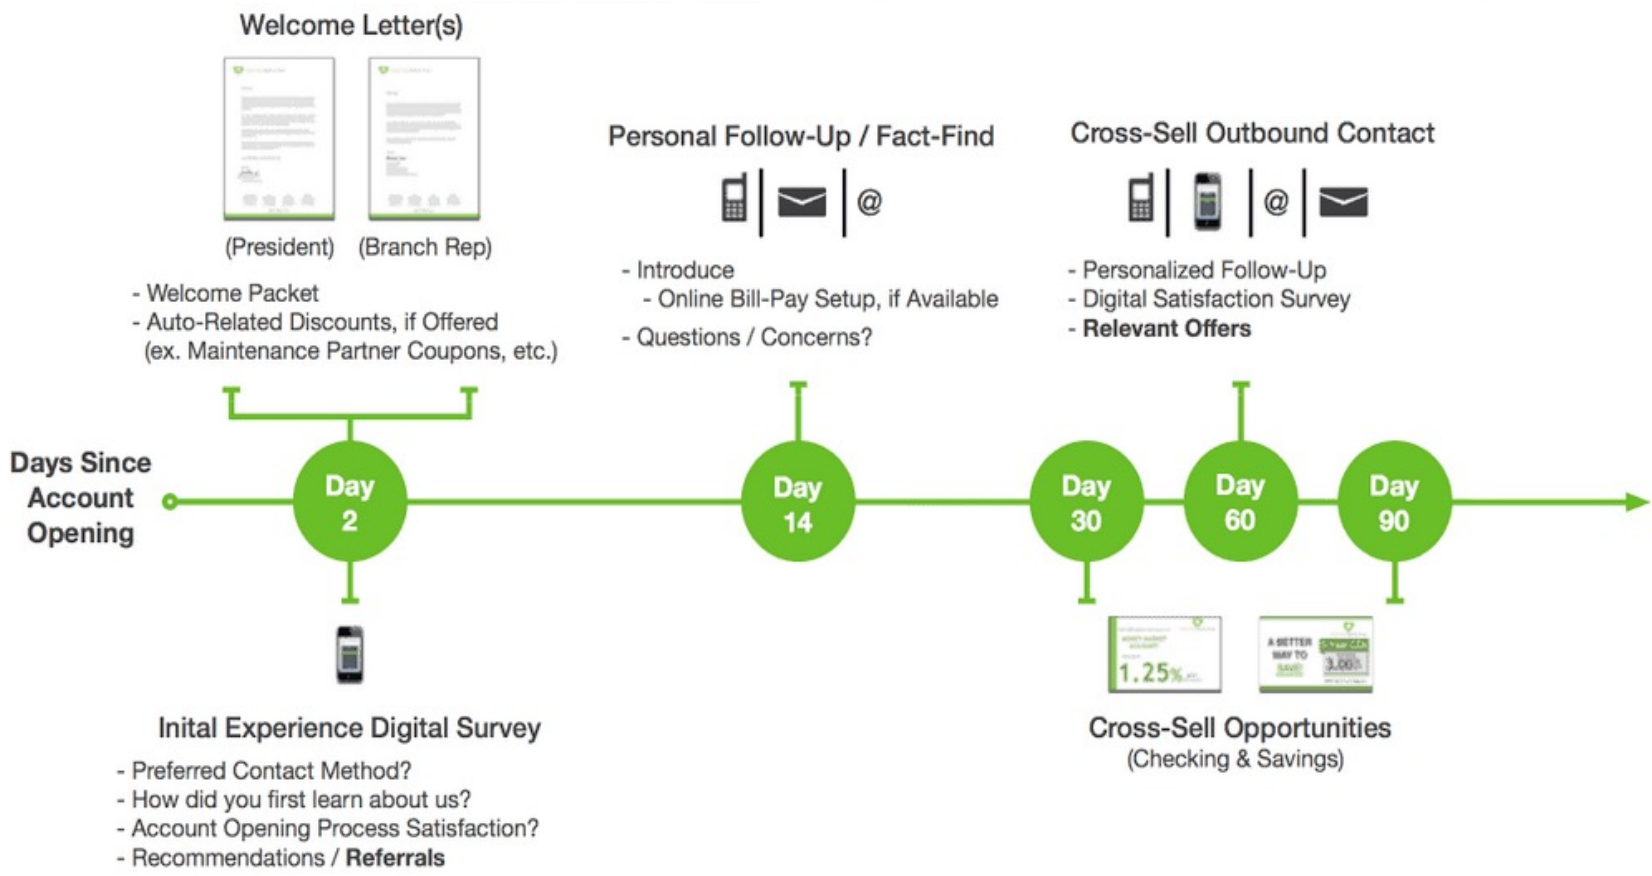 Welcome Letter(s)
(President) (Branch Rep)
- Welcome Packet
- Auto-Related Discounts, if Offered
(ex. Maintenance Partner Coupons, etc.)
Personal Follow-Up / Fact-Find
@
- Introduce
- Online Bill-Pay Setup, if Available
- Questions / Concerns?
Cross-Sell Outbound Contact
@
- Personalized Follow-Up
- Digital Satisfaction Survey
- Relevant Offers
Days Since
Account
Opening
Day
2
Day
14
Day
30
Day
60
Day
90
Inital Experience Digital Survey
- Preferred Contact Method?
- How did you first learn about us?
- Account Opening Process Satisfaction?
- Recommendations / Referrals
1.25%
A BETTER
WAY TO
SAVE!
3.00%
Cross-Sell Opportunities
(Checking & Savings)